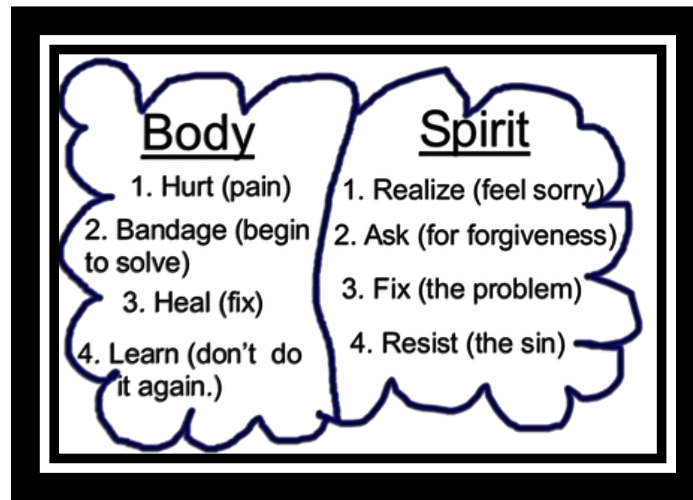 Body
1. Hurt (pain)
2. Bandage (begin
to solve)
3. Heal (fix)
4. Learn (don't do
it again.)
Spirit
1. Realize (feel sorry)
2. Ask (for forgiveness)
3. Fix (the problem)
4. Resist (the sin)